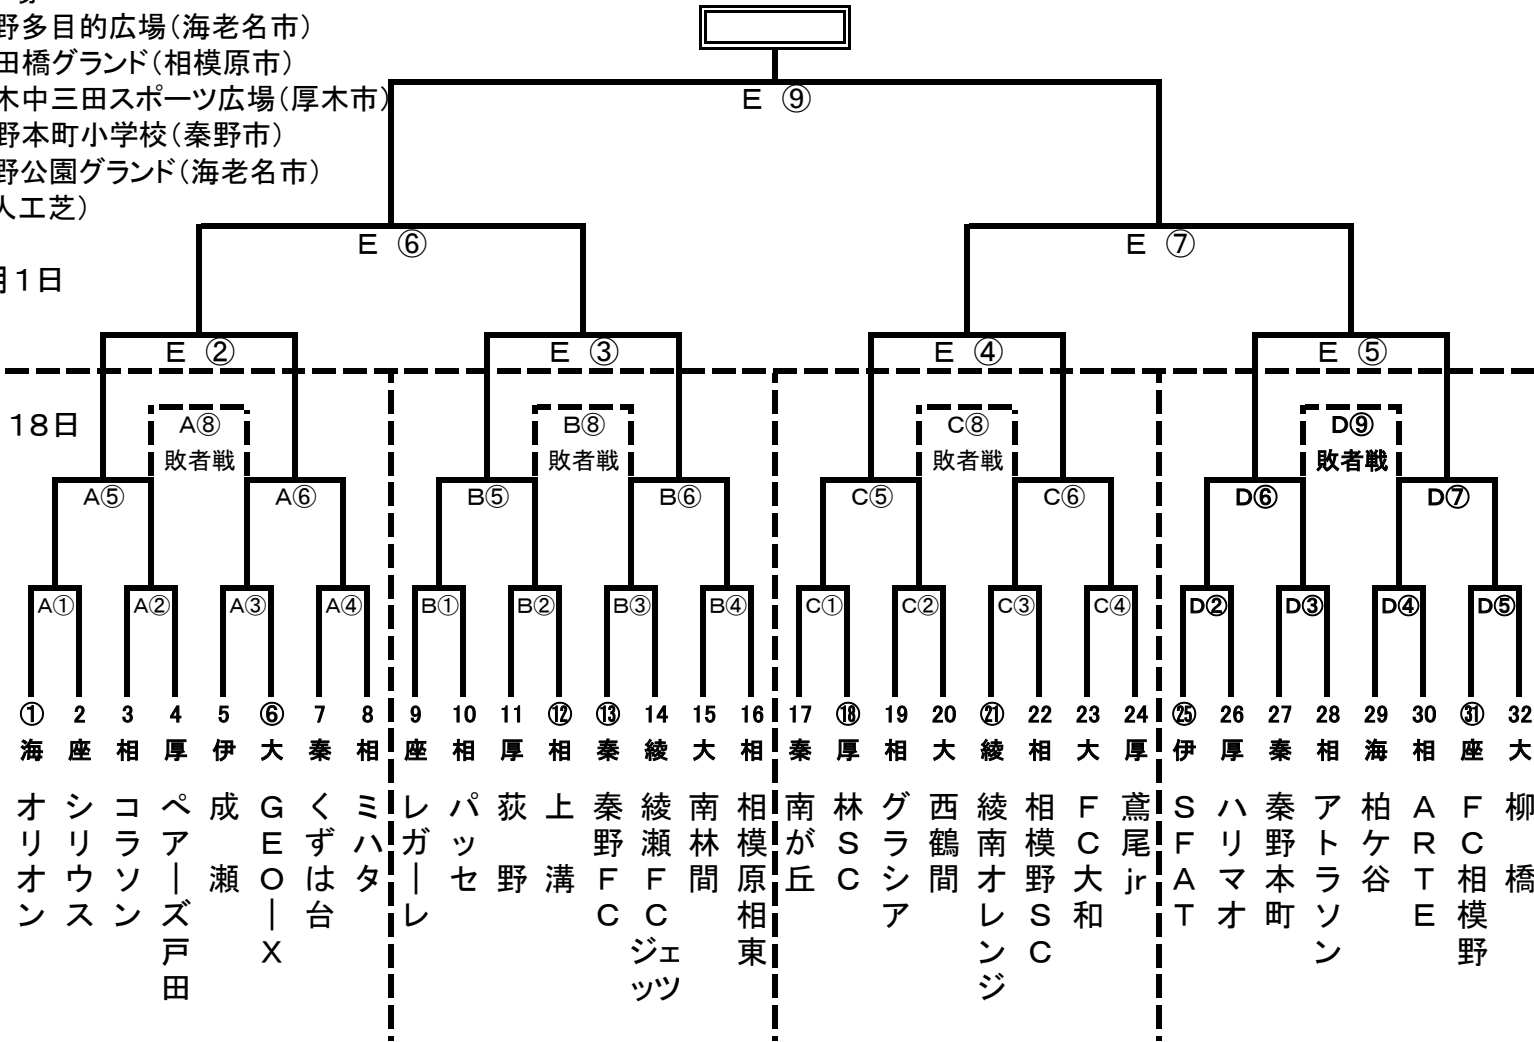 野多目的広場(海老名市)
田橋グランド(相模原市)
木中三田スポーツ広場(厚木市)
野本町小学校(秦野市)
野公園グランド(海老名市)
人工芝)
月1日
18日
E ⑨
E ⑥
E ⑦
E ②
E ③
E ④
E ⑤
A⑧
敗者戦
B⑧
敗者戦
C⑧
敗者戦
D⑨
敗者戦
A⑤
A⑥
B⑤
B⑥
C⑤
C⑥
D⑥
D⑦
A①
A②
A③
A④
B①
B②
B③
B④
C①
C②
C③
C④
D②
D③
D④
D⑤
① 2 3 4 5 ⑥ 7 8 9 10 11 ⑫ ⑬ 14 15 16 17 ⑱ 19 20 ㉑ 22 23 24 ㉕ 26 27 28 29 30 ㉛ 32
海 座 相 厚 伊 大 秦 相 座 相 厚 相 秦 綾 大 相 秦 厚 相 大 綾 相 大 厚 伊 厚 秦 相 海 相 座 大
オリオン
シリウス
コラソン
ペアーズ戸田
成瀬
GEO-X
くずは台
ミハタ
レガーレ
パッセ
荻野
上溝
秦野FC
綾瀬FCジェッツ
南林間
相模原相東
南が丘
林SC
グラシア
西鶴間
綾南オレンジ
相模野SC
FC大和
鳶尾jr
SFAT
ハリマオ
秦野本町
アトラソン
柏ケ谷
ARTE
FC相模野
柳橋